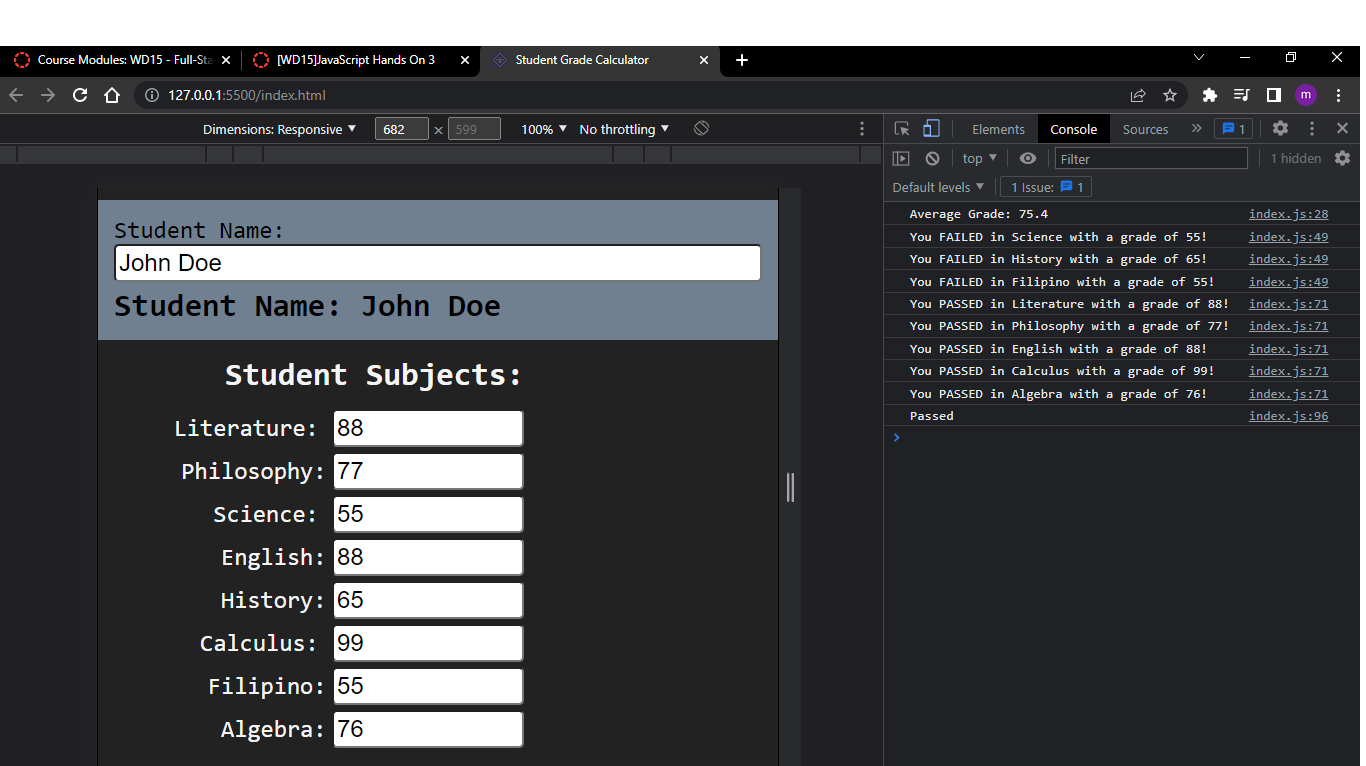 Course Modules: WD15 - Full-Sta
[WD15]JavaScript Hands On 3
Student Grade Calculator
127.0.0.1:5500/index.html
m
Dimensions: Responsive ▼ 682 × 599 100% ▼ No throttling ▼
Elements Console Sources » 1
top ▼ Filter 1 hidden
Default levels ▼ 1 Issue: 1
Student Name:
John Doe
Student Name: John Doe
Student Subjects:
Literature: 88
Philosophy: 77
Science: 55
English: 88
History: 65
Calculus: 99
Filipino: 55
Algebra: 76
Average Grade: 75.4 index.js:28
You FAILED in Science with a grade of 55! index.js:49
You FAILED in History with a grade of 65! index.js:49
You FAILED in Filipino with a grade of 55! index.js:49
You PASSED in Literature with a grade of 88! index.js:71
You PASSED in Philosophy with a grade of 77! index.js:71
You PASSED in English with a grade of 88! index.js:71
You PASSED in Calculus with a grade of 99! index.js:71
You PASSED in Algebra with a grade of 76! index.js:71
Passed index.js:96